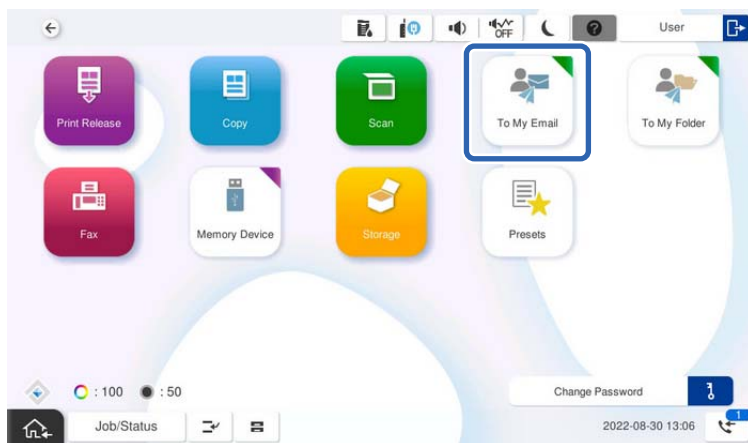 OFF
User
Print Release
Copy
Scan
To My Email
To My Folder
Fax
Memory Device
Storage
Presets
: 100
: 50
Change Password
Job/Status
2022-08-30 13:06
1